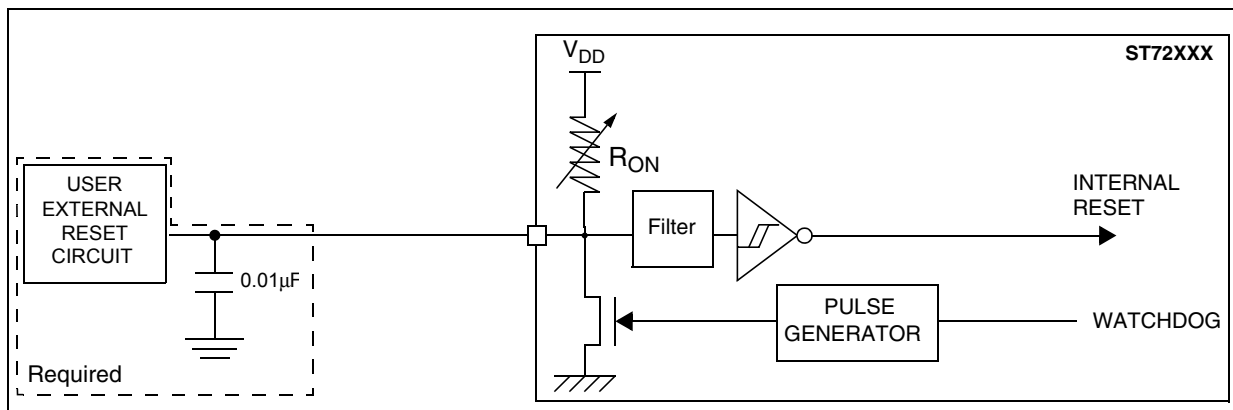 V_DD
ST72XXX
R_ON
USER
EXTERNAL
RESET
CIRCUIT
0.01µF
Required
Filter
INTERNAL
RESET
PULSE
GENERATOR
WATCHDOG